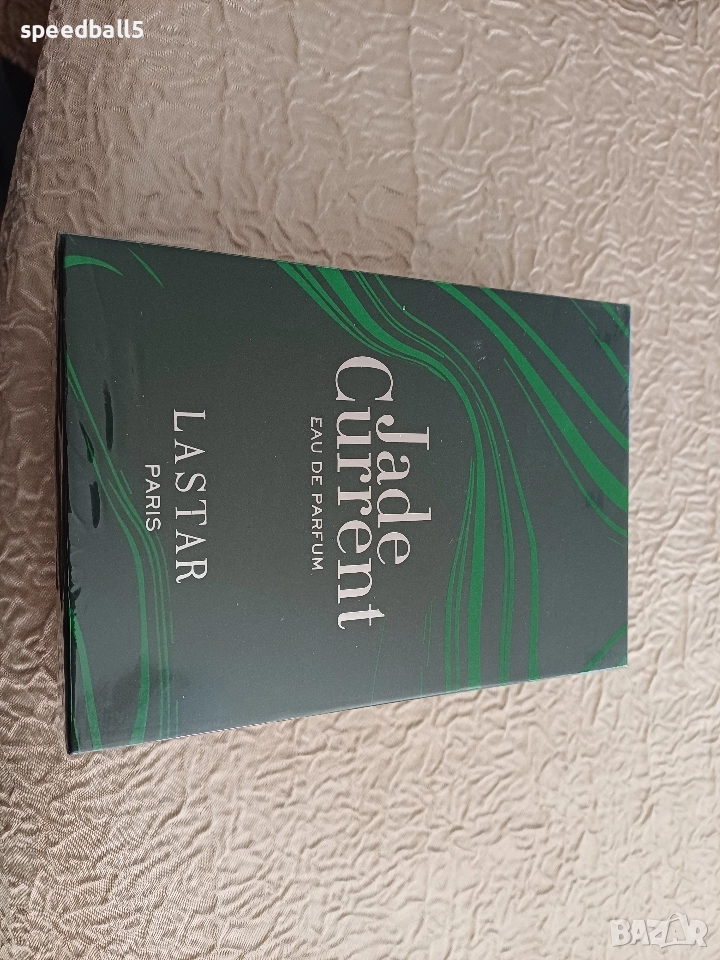 speedball5
Jade
Current
EAU DE PARFUM
LASTAR
PARIS
BAZAR